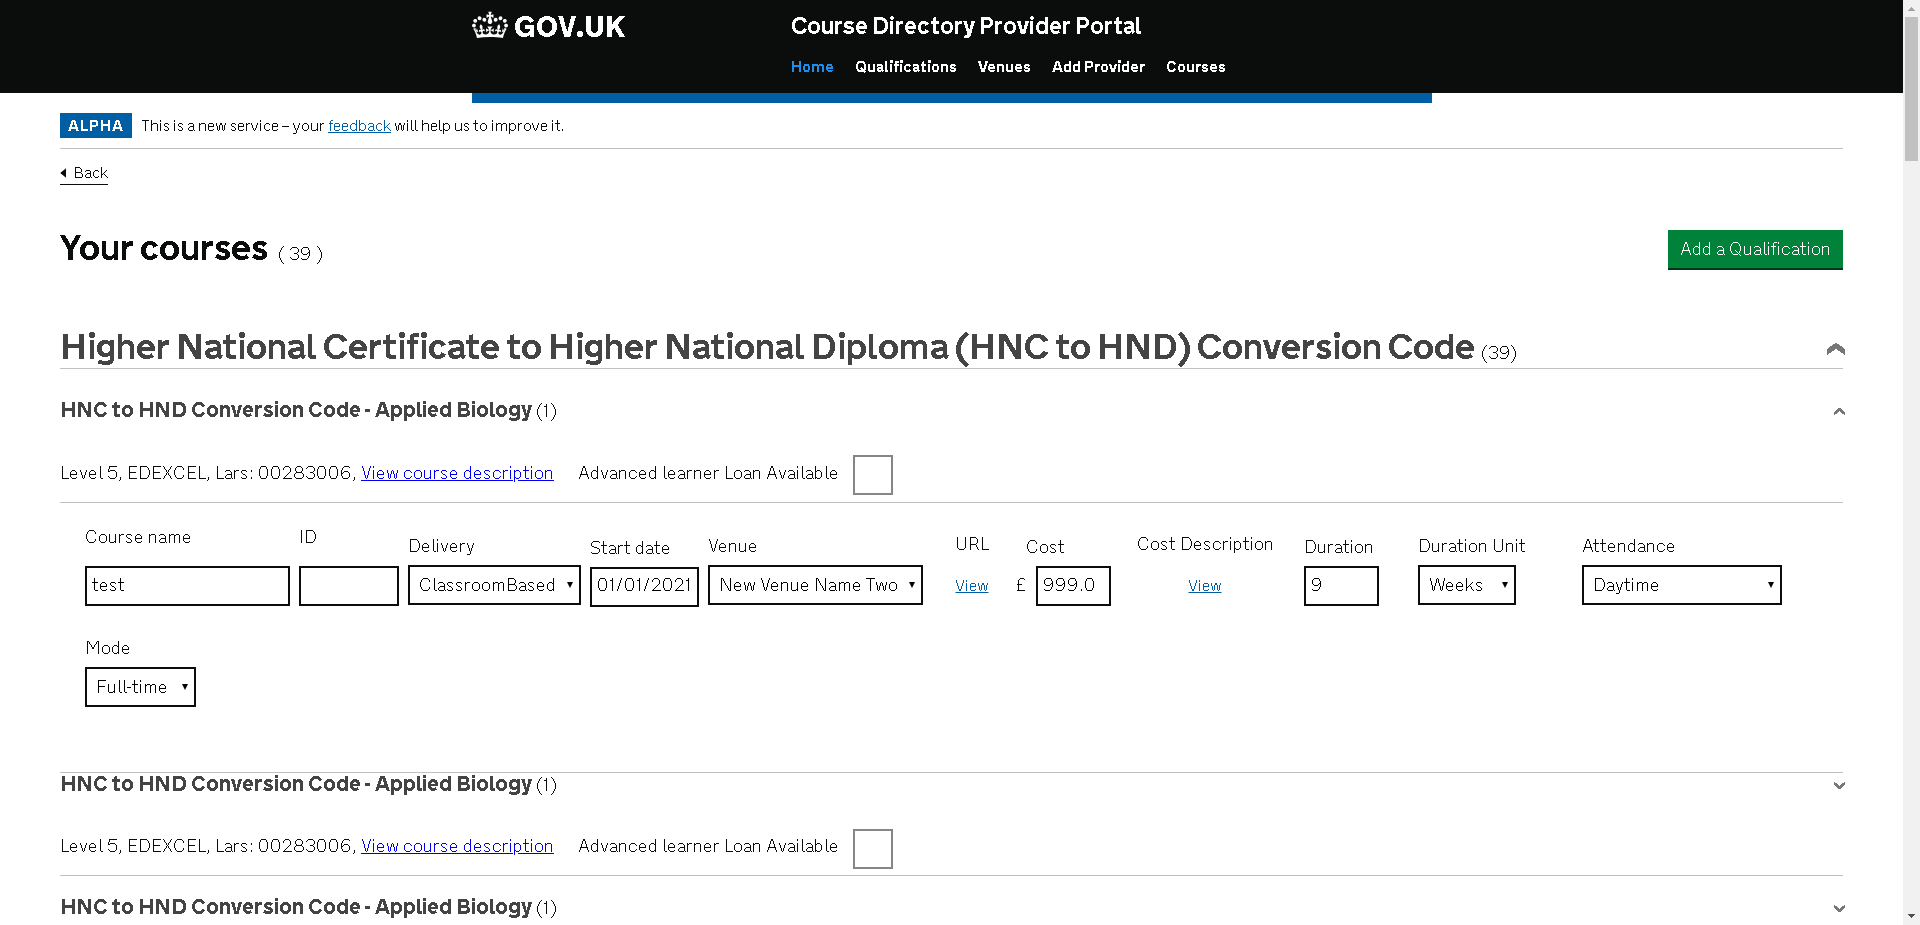 GOV.UK
Course Directory Provider Portal
Home Qualifications Venues Add Provider Courses
ALPHA This is a new service – your feedback will help us to improve it.
Back
Your courses ( 39 )
Add a Qualification
Higher National Certificate to Higher National Diploma (HNC to HND) Conversion Code (39)
HNC to HND Conversion Code - Applied Biology (1)
Level 5, EDEXCEL, Lars: 00283006, View course description Advanced learner Loan Available
Course name ID Delivery Start date Venue URL Cost Cost Description Duration Duration Unit Attendance
test ClassroomBased 01/01/2021 New Venue Name Two View £ 999.0 View 9 Weeks Daytime
Mode
Full-time
HNC to HND Conversion Code - Applied Biology (1)
Level 5, EDEXCEL, Lars: 00283006, View course description Advanced learner Loan Available
HNC to HND Conversion Code - Applied Biology (1)